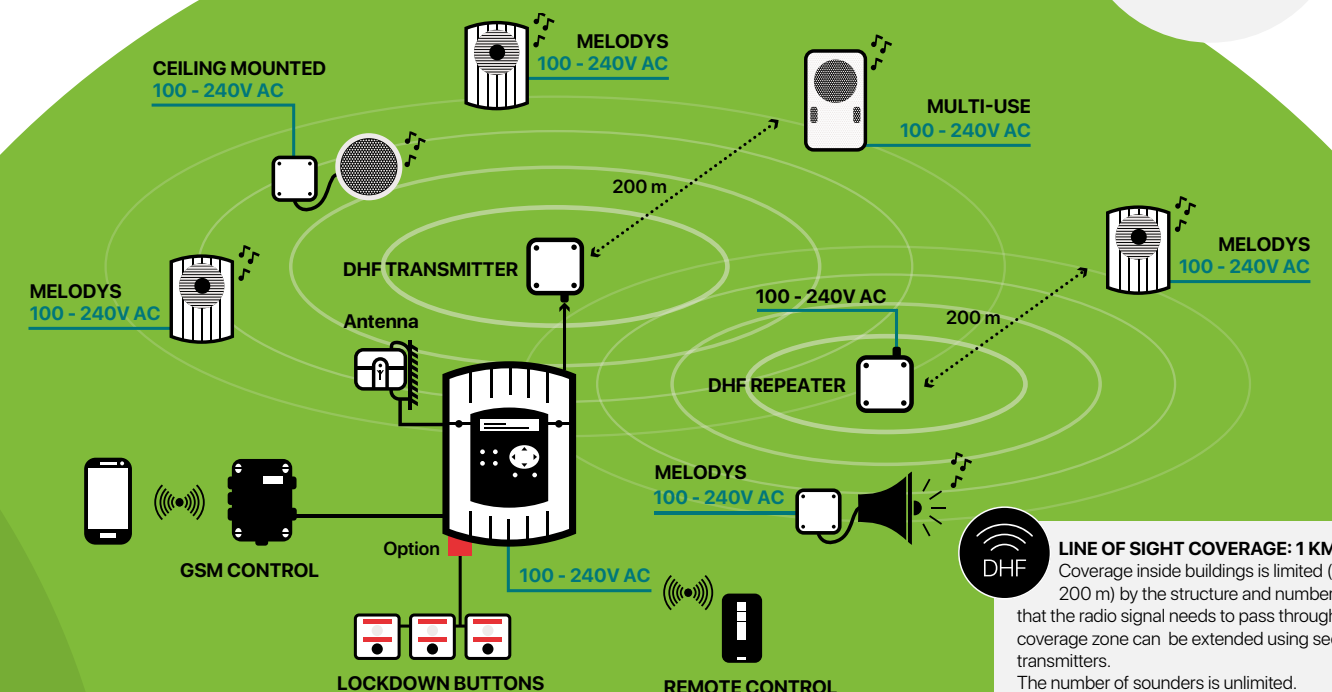 MELODYS
100 - 240V AC
CEILING MOUNTED
100 - 240V AC
MULTI-USE
100 - 240V AC
200 m
MELODYS
100 - 240V AC
DHF TRANSMITTER
MELODYS
100 - 240V AC
100 - 240V AC
200 m
Antenna
DHF REPEATER
MELODYS
100 - 240V AC
GSM CONTROL
Option
100 - 240V AC
LOCKDOWN BUTTONS
REMOTE CONTROL
DHF
LINE OF SIGHT COVERAGE: 1 KM
Coverage inside buildings is limited (
200 m) by the structure and number
that the radio signal needs to pass through
coverage zone can be extended using
transmitters.
The number of sounders is unlimited.